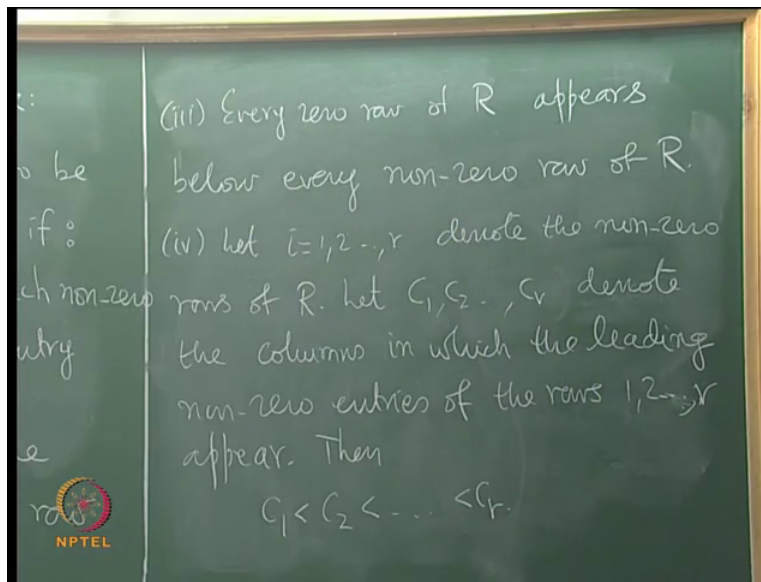 :
o be
if :
ch non-zero
ntry
e
row
(iii) Every zero row of R appears
below every non-zero row of R.
(iv) Let i=1,2..,r denote the non-zero
rows of R. Let C₁,C₂..,Cᵣ denote
the columns in which the leading
non-zero entries of the rows 1,2...,r
appear. Then
C₁ < C₂ < .... < Cᵣ.
NPTEL